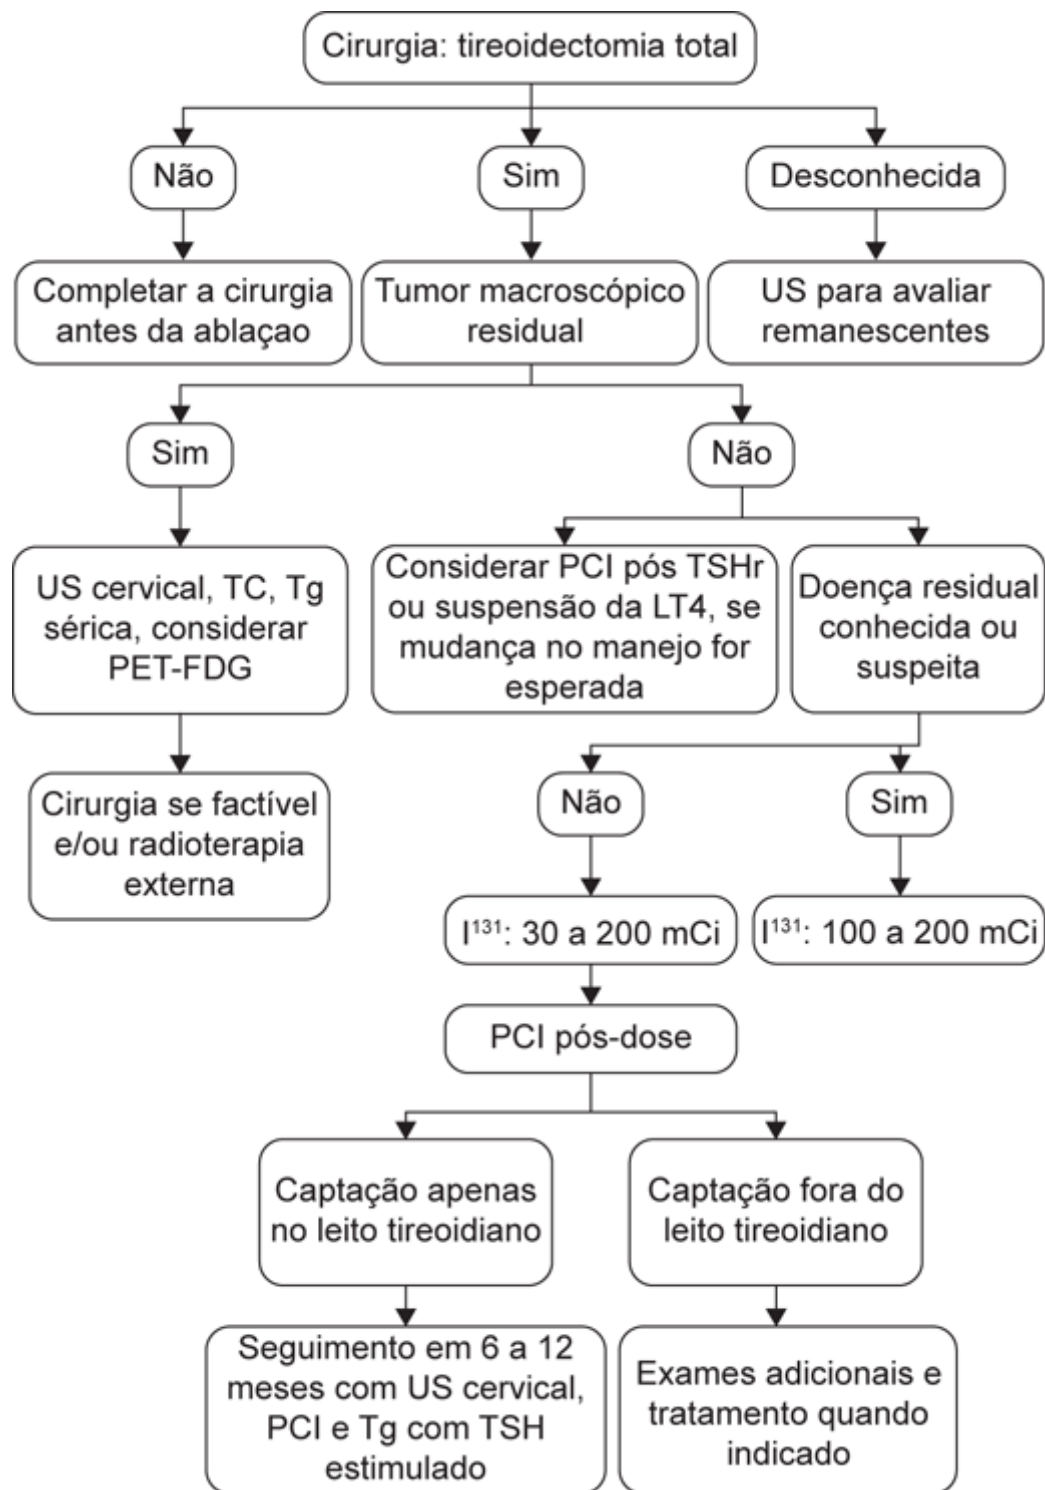 Cirurgia: tireoidectomia total
Não
Sim
Desconhecida
Completar a cirurgia
antes da ablaçao
Tumor macroscópico
residual
US para avaliar
remanescentes
Sim
Não
US cervical, TC, Tg
sérica, considerar
PET-FDG
Considerar PCI pós TSHr
ou suspensão da LT4, se
mudança no manejo for
esperada
Doença residual
conhecida ou
suspeita
Cirurgia se factível
e/ou radioterapia
externa
Não
Sim
I¹³¹: 30 a 200 mCi
I¹³¹: 100 a 200 mCi
PCI pós-dose
Captação apenas
no leito tireoidiano
Captação fora do
leito tireoidiano
Seguimento em 6 a 12
meses com US cervical,
PCI e Tg com TSH
estimulado
Exames adicionais e
tratamento quando
indicado